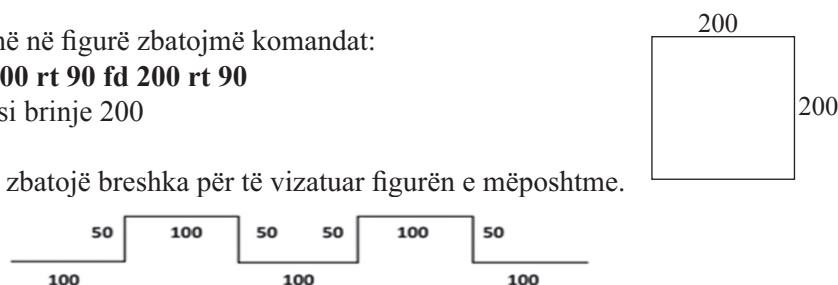 në në figurë zbatojmë komandat:
00 rt 90 fd 200 rt 90
si brinje 200
200
200
zbatojë breshka për të vizatuar figurën e mëposhtme.
50 100 50 50 100 50
100 100 100